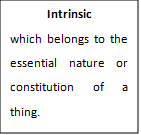 Intrinsic
which belongs to the
essential nature or
constitution of a
thing.